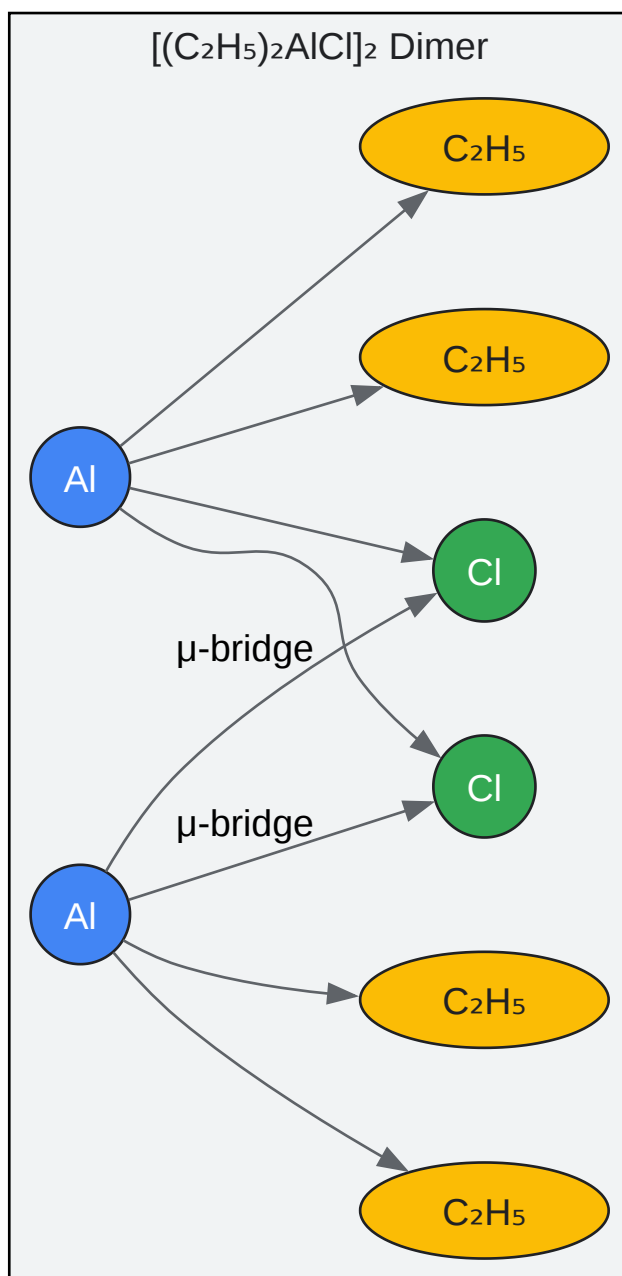 [(C₂H₅)₂AlCl]₂ Dimer
C₂H₅
C₂H₅
Al
Cl
μ-bridge
Cl
μ-bridge
Al
C₂H₅
C₂H₅